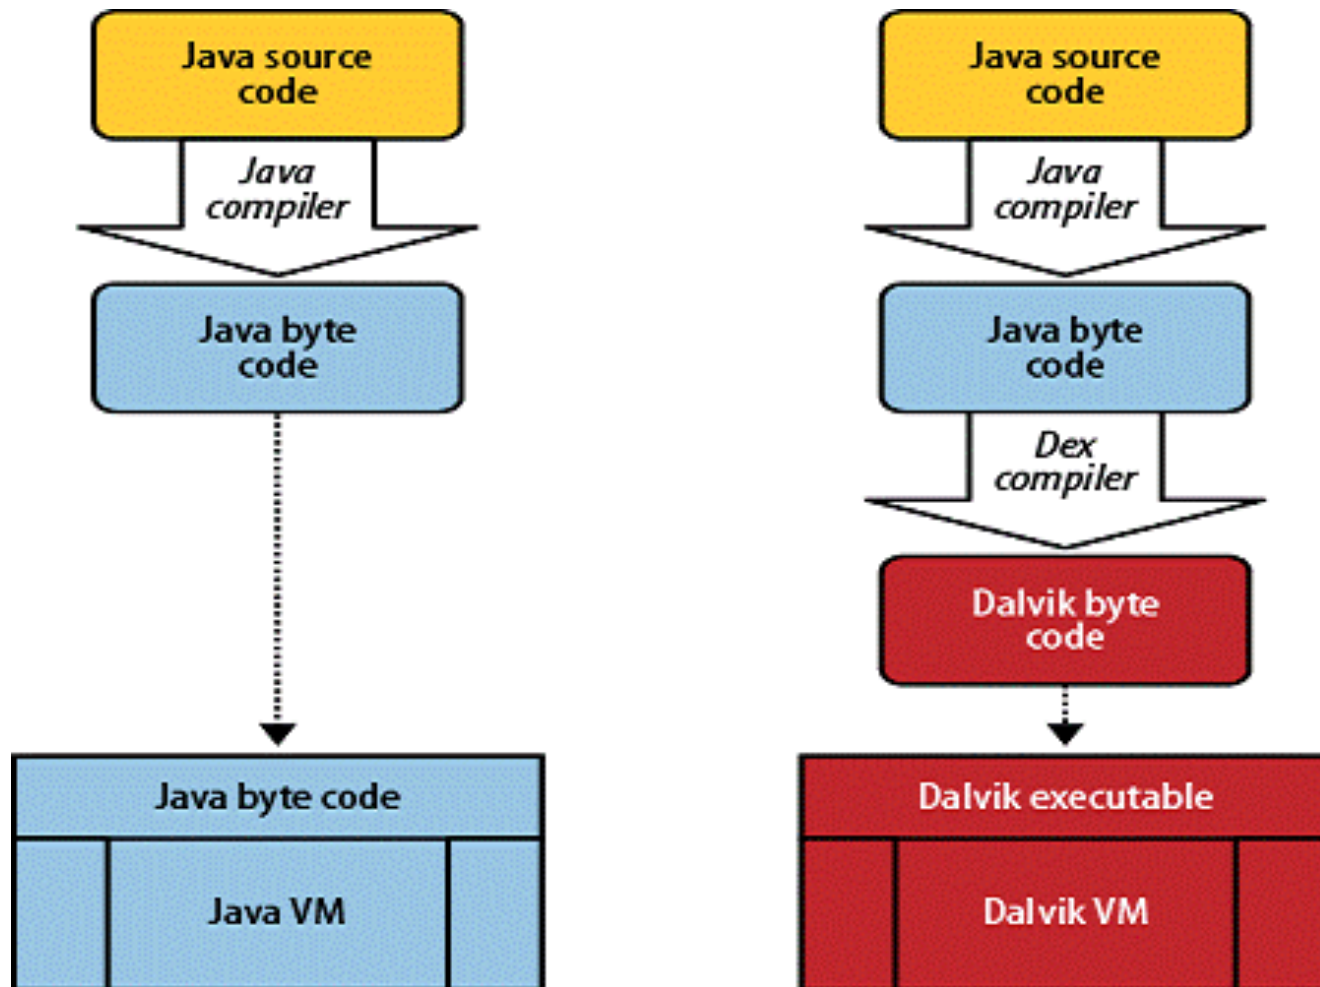 Java source
code
Java
compiler
Java byte
code
Java byte code
Java VM
Java source
code
Java
compiler
Java byte
code
Dex
compiler
Dalvik byte
code
Dalvik executable
Dalvik VM